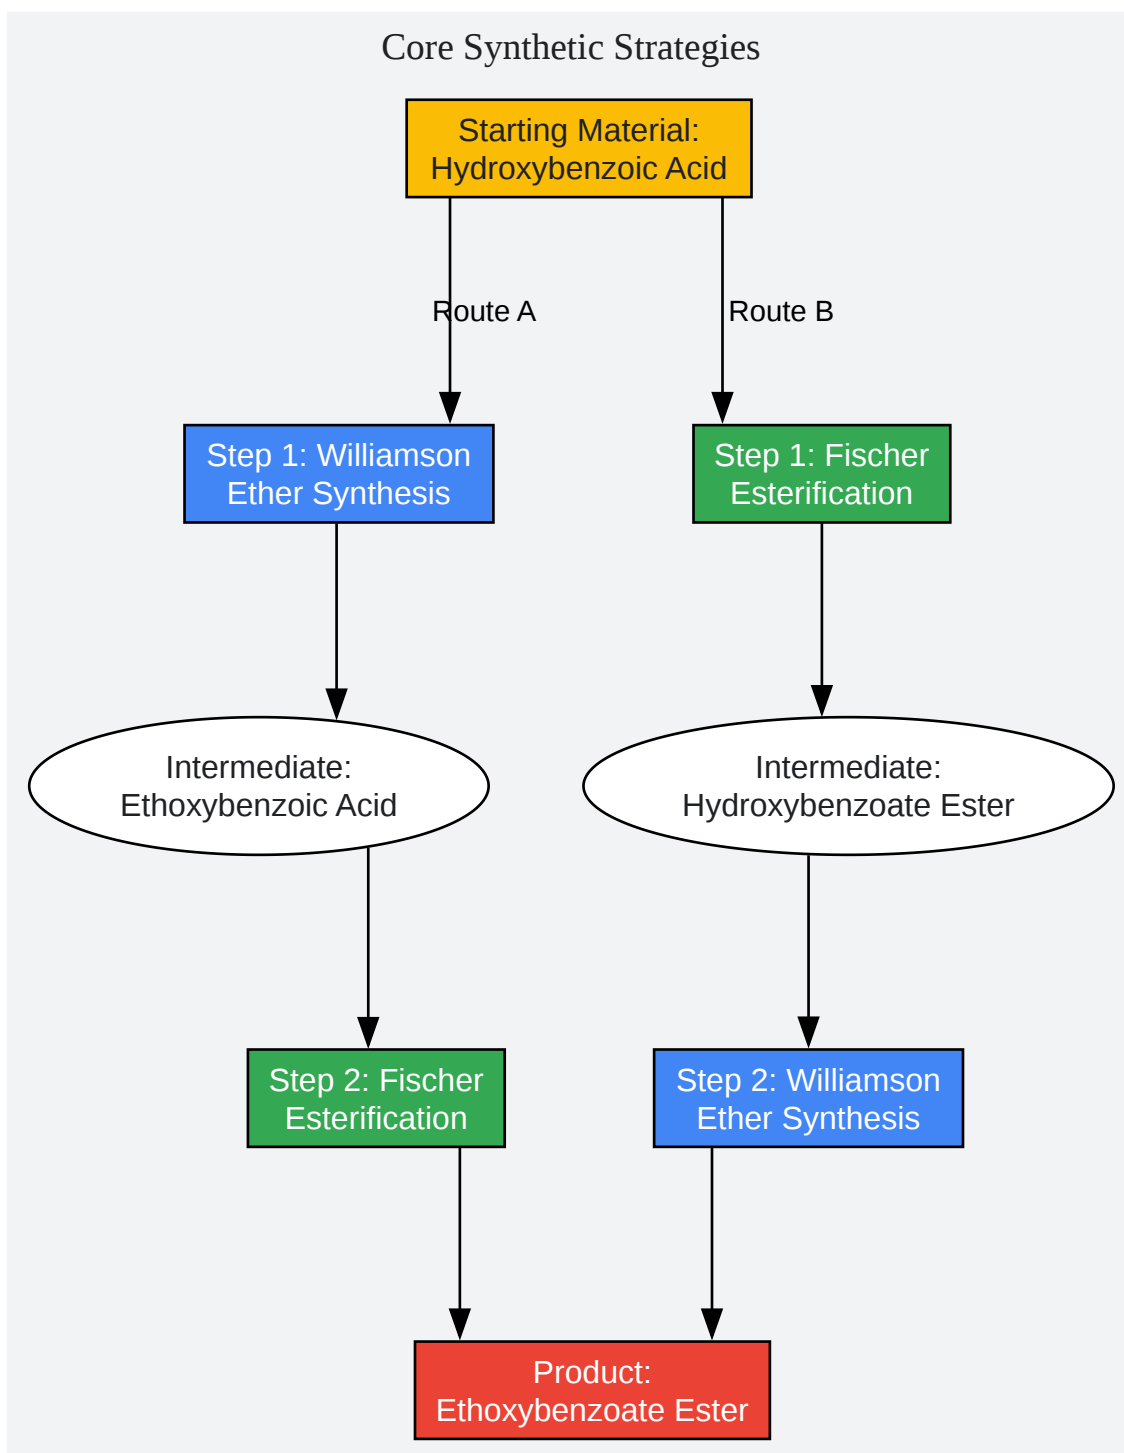 Core Synthetic Strategies
Starting Material:
Hydroxybenzoic Acid
Route A
Route B
Step 1: Williamson
Ether Synthesis
Step 1: Fischer
Esterification
Intermediate:
Ethoxybenzoic Acid
Intermediate:
Hydroxybenzoate Ester
Step 2: Fischer
Esterification
Step 2: Williamson
Ether Synthesis
Product:
Ethoxybenzoate Ester